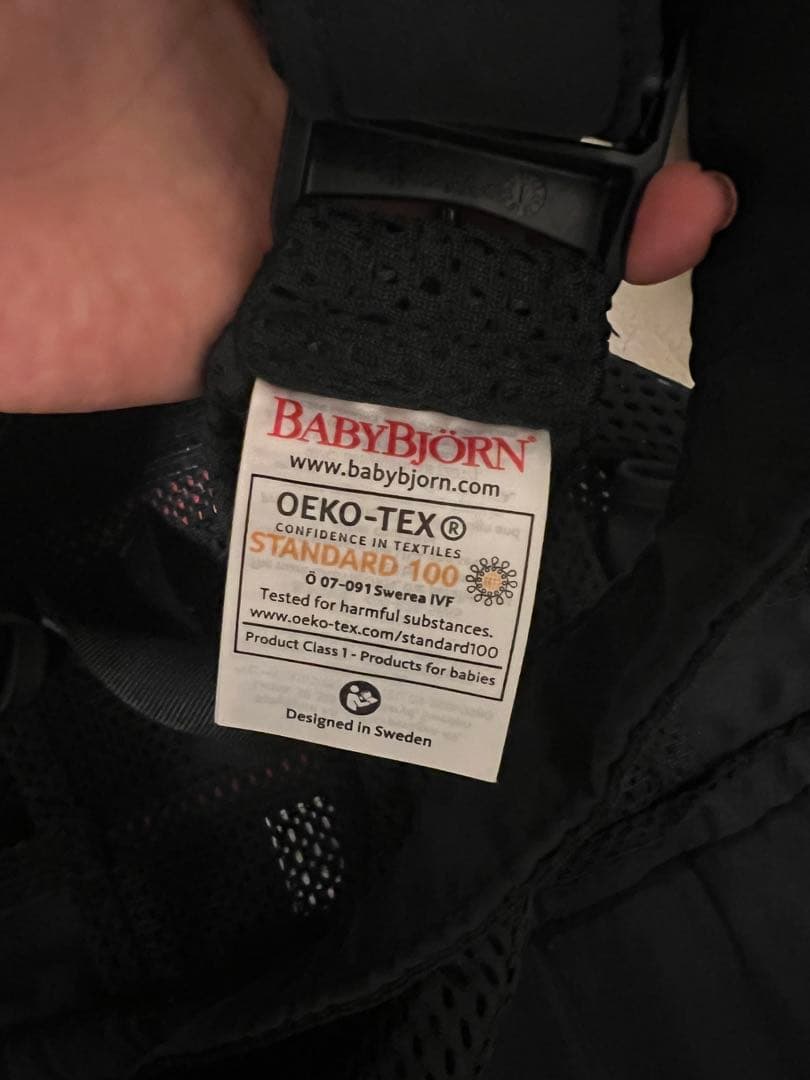 BABYBJÖRN®
www.babybjorn.com
OEKO-TEX®
CONFIDENCE IN TEXTILES
STANDARD 100
Ö 07-091 Swerea IVF
Tested for harmful substances.
www.oeko-tex.com/standard100
Product Class 1 - Products for babies
Designed in Sweden